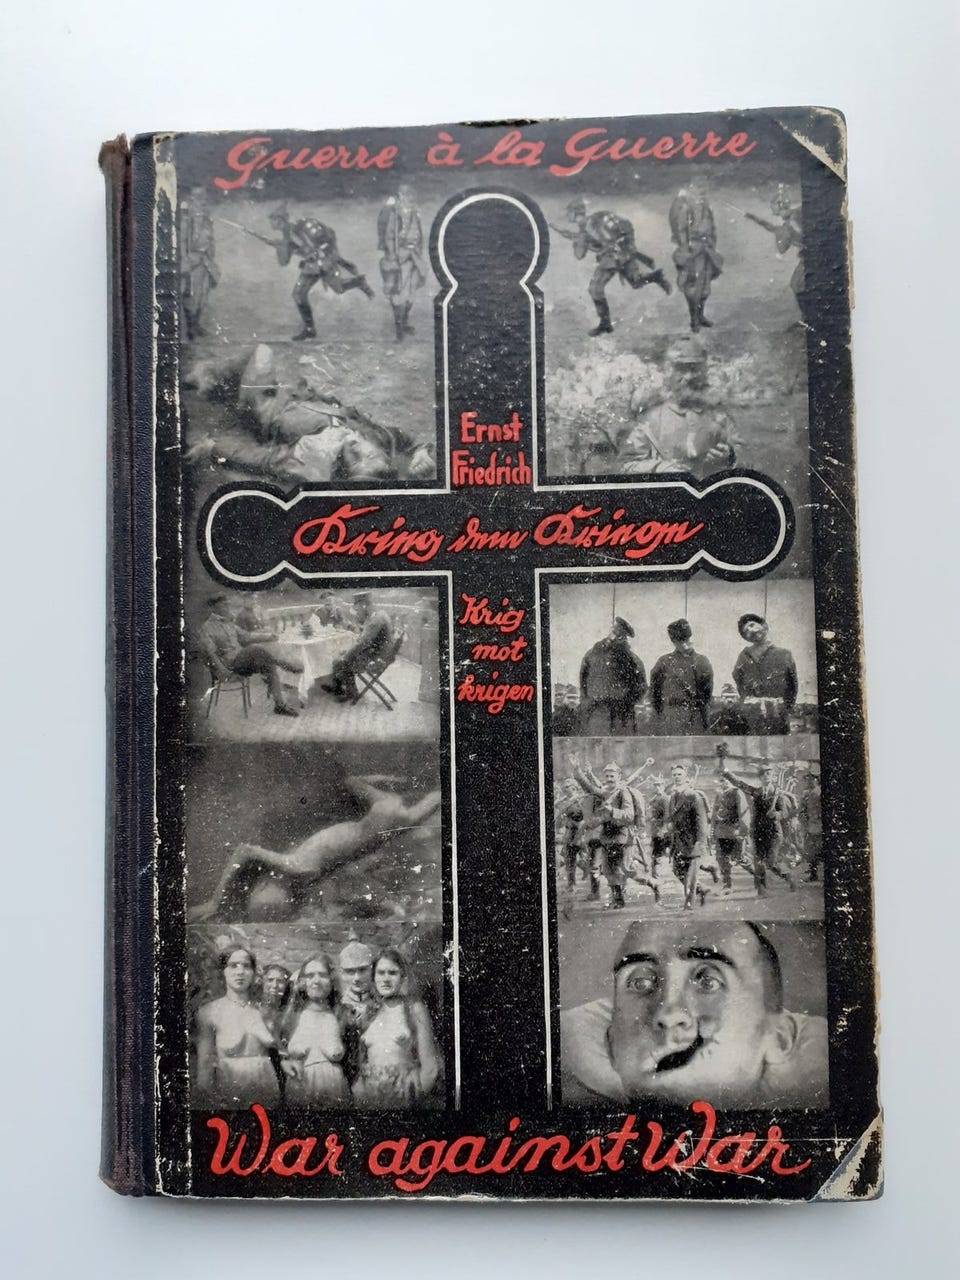 Guerre à la Guerre
Ernst
Friedrich
Krieg dem Kriege
Krig
mot
krigen
War against War